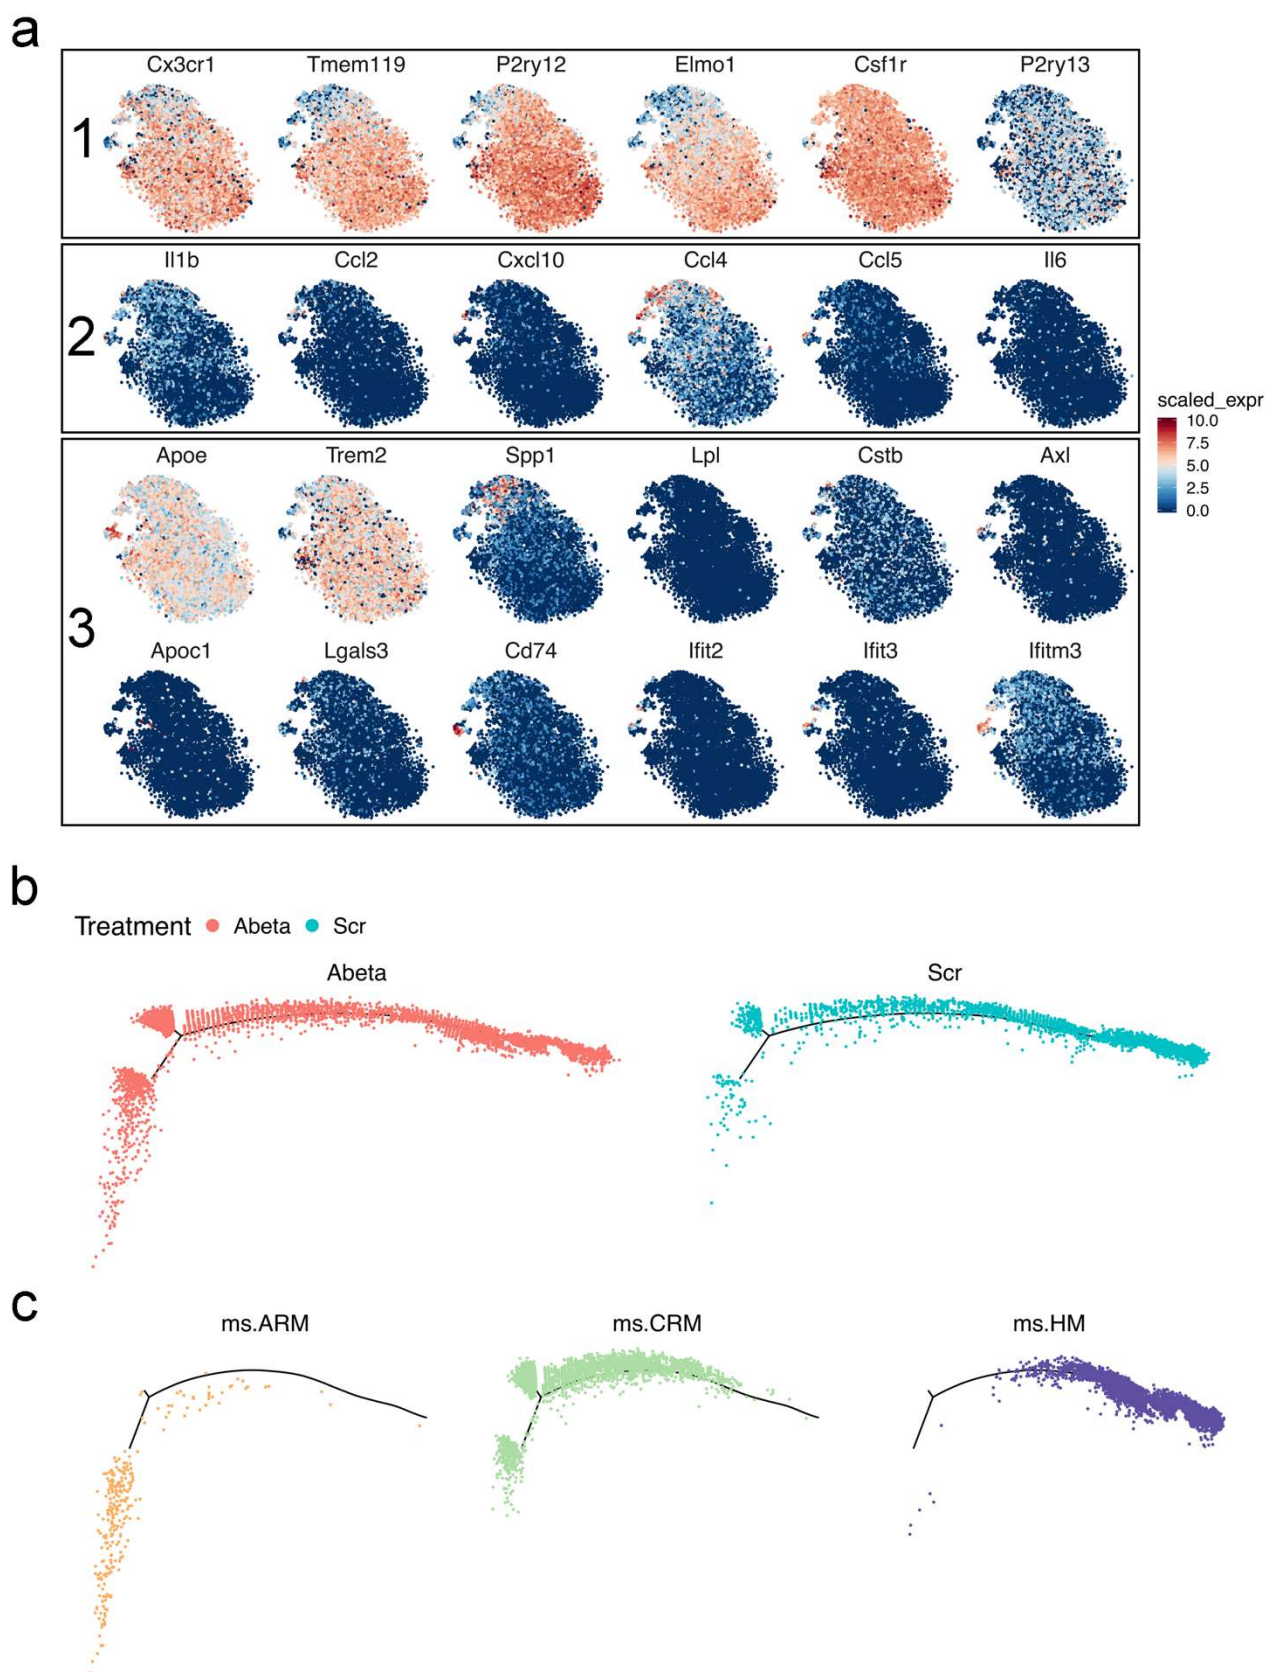 a
1
Cx3cr1 Tmem119 P2ry12 Elmo1 Csf1r P2ry13
2
Il1b Ccl2 Cxcl10 Ccl4 Ccl5 Il6
3
Apoe Trem2 Spp1 Lpl Cstb Axl
Apoc1 Lgals3 Cd74 Ifit2 Ifit3 Ifitm3
scaled_expr
10.0
7.5
5.0
2.5
0.0
b
Treatment Abeta Scr
Abeta Scr
c
ms.ARM ms.CRM ms.HM